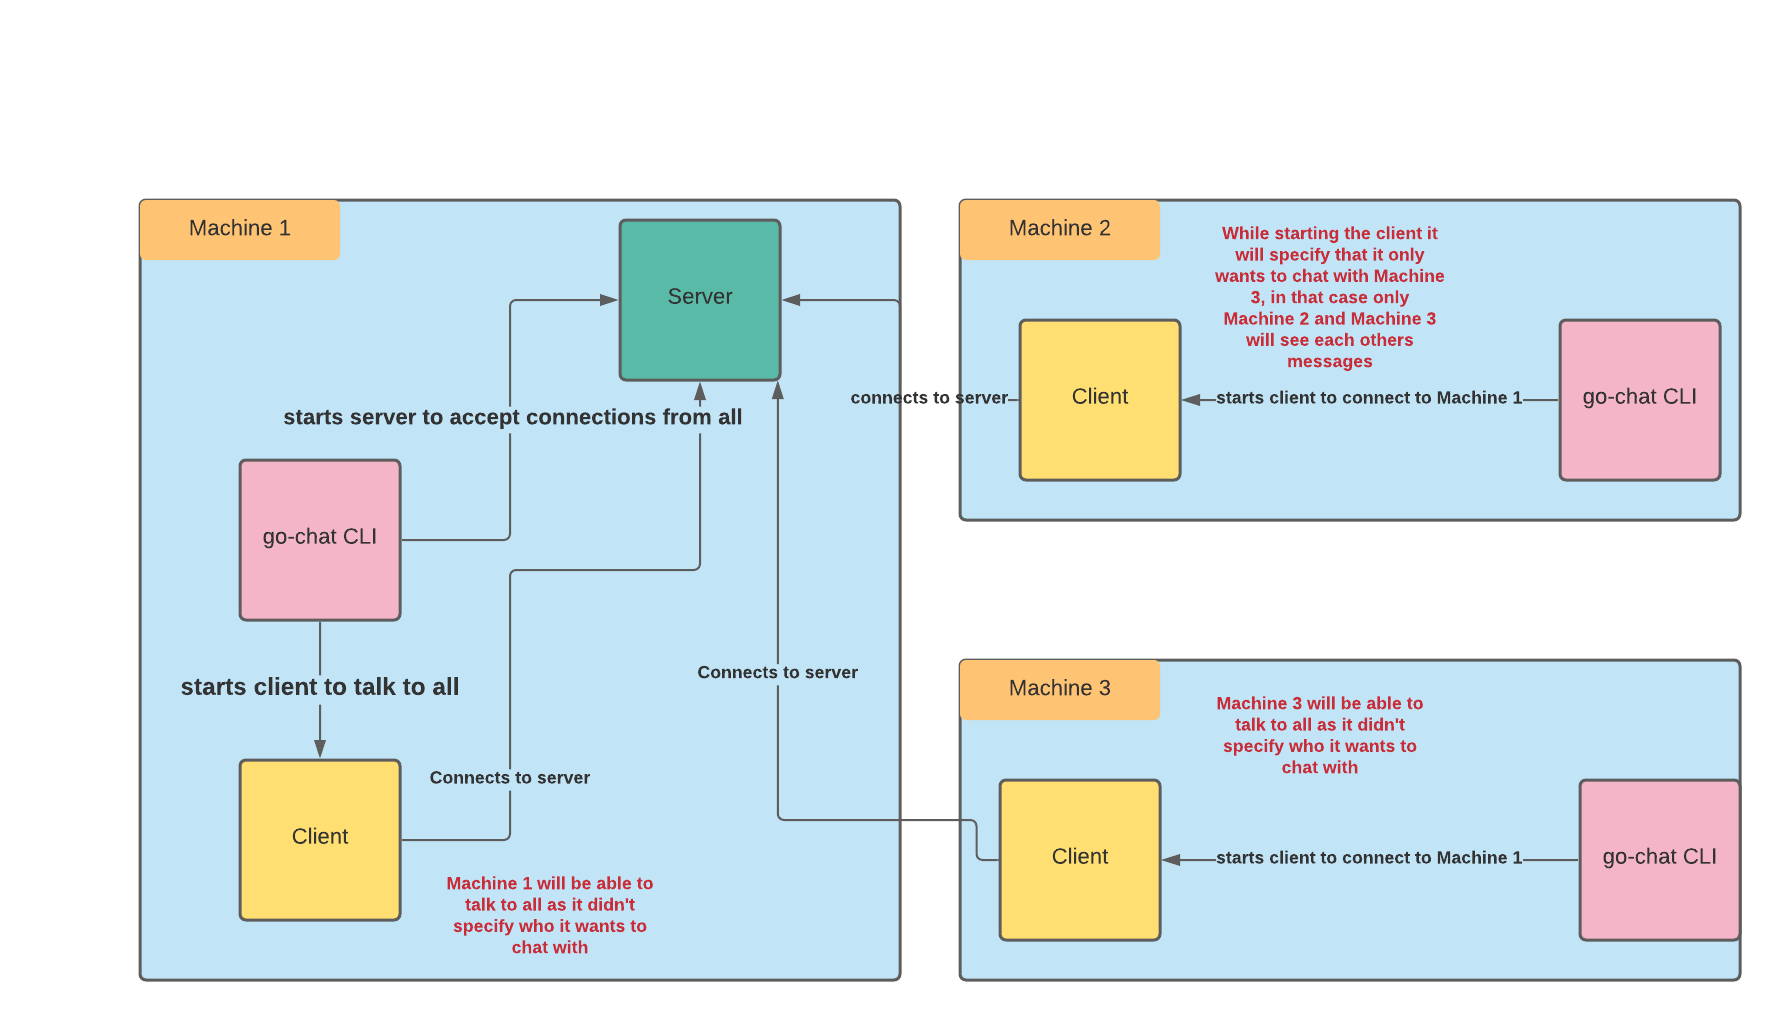 Machine 1
Server
starts server to accept connections from all
go-chat CLI
starts client to talk to all
Connects to server
Connects to server
Client
Machine 1 will be able to
talk to all as it didn't
specify who it wants to
chat with
Machine 2
While starting the client it
will specify that it only
wants to chat with Machine
3, in that case only
Machine 2 and Machine 3
will see each others
messages
connects to server
Client
starts client to connect to Machine 1
go-chat CLI
Machine 3
Machine 3 will be able to
talk to all as it didn't
specify who it wants to
chat with
Client
starts client to connect to Machine 1
go-chat CLI